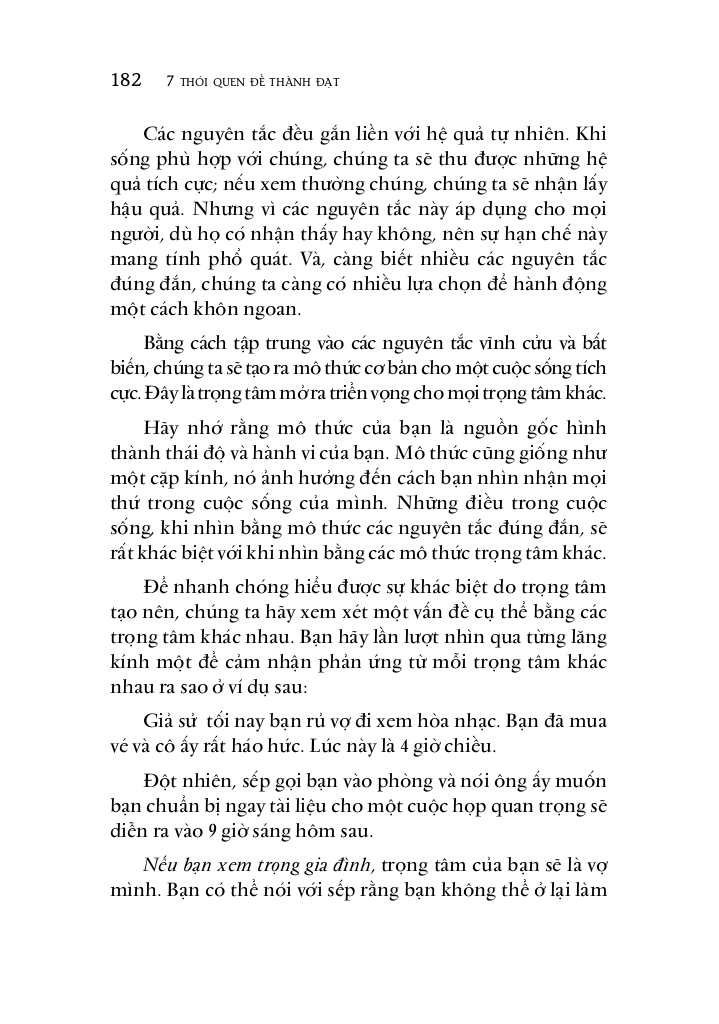 182 7 THÓI QUEN ĐỂ THÀNH ĐẠT
Các nguyên tắc đều gắn liền với hệ quả tự nhiên. Khi
sống phù hợp với chúng, chúng ta sẽ thu được những hệ
quả tích cực; nếu xem thường chúng, chúng ta sẽ nhận lấy
hậu quả. Nhưng vì các nguyên tắc này áp dụng cho mọi
người, dù họ có nhận thấy hay không, nên sự hạn chế này
mang tính phổ quát. Và, càng biết nhiều các nguyên tắc
đúng đắn, chúng ta càng có nhiều lựa chọn để hành động
một cách khôn ngoan.
Bằng cách tập trung vào các nguyên tắc vĩnh cửu và bất
biến, chúng ta sẽ tạo ra mô thức cơ bản cho một cuộc sống tích
cực. Đây là trọng tâm mở ra triển vọng cho mọi trọng tâm khác.
Hãy nhớ rằng mô thức của bạn là nguồn gốc hình
thành thái độ và hành vi của bạn. Mô thức cũng giống như
một cặp kính, nó ảnh hưởng đến cách bạn nhìn nhận mọi
thứ trong cuộc sống của mình. Những điều trong cuộc
sống, khi nhìn bằng mô thức các nguyên tắc đúng đắn, sẽ
rất khác biệt với khi nhìn bằng các mô thức trọng tâm khác.
Để nhanh chóng hiểu được sự khác biệt do trọng tâm
tạo nên, chúng ta hãy xem xét một vấn đề cụ thể bằng các
trọng tâm khác nhau. Bạn hãy lần lượt nhìn qua từng lăng
kính một để cảm nhận phản ứng từ mỗi trọng tâm khác
nhau ra sao ở ví dụ sau:
Giả sử tối nay bạn rủ vợ đi xem hòa nhạc. Bạn đã mua
vé và cô ấy rất háo hức. Lúc này là 4 giờ chiều.
Đột nhiên, sếp gọi bạn vào phòng và nói ông ấy muốn
bạn chuẩn bị ngay tài liệu cho một cuộc họp quan trọng sẽ
diễn ra vào 9 giờ sáng hôm sau.
Nếu bạn xem trọng gia đình, trọng tâm của bạn sẽ là vợ
mình. Bạn có thể nói với sếp rằng bạn không thể ở lại làm